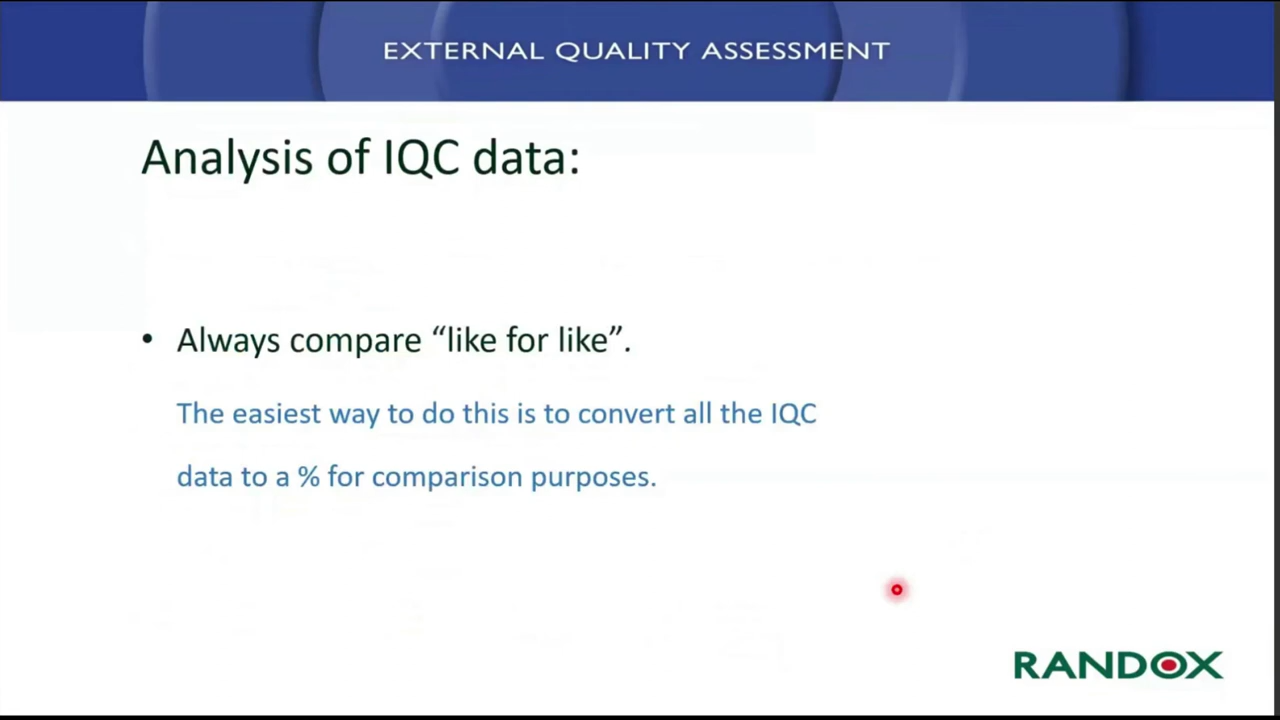 EXTERNAL QUALITY ASSESSMENT
Analysis of IQC data:
• Always compare “like for like”.
The easiest way to do this is to convert all the IQC
data to a % for comparison purposes.
RANDOX